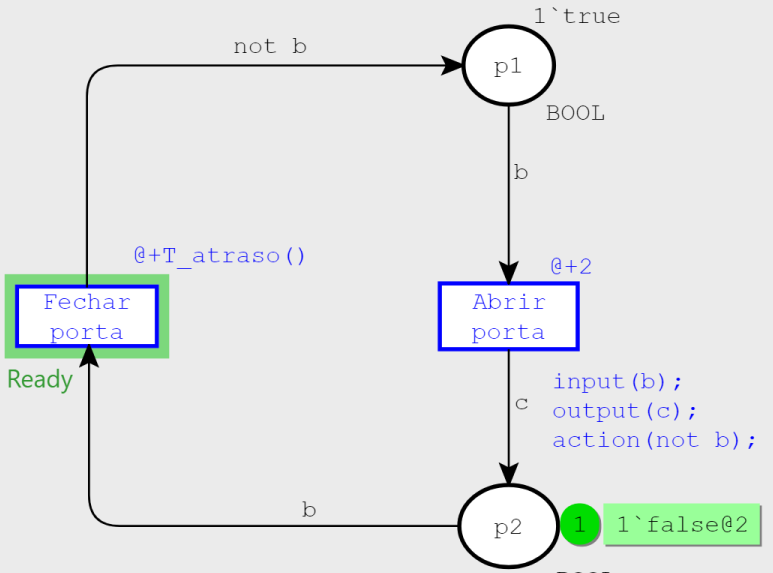 1`true
not b
p1
BOOL
b
@+T_atraso()
@+2
Fechar
porta
Abrir
porta
Ready
input(b);
c
output(c);
action(not b);
b
p2
1
1`false@2